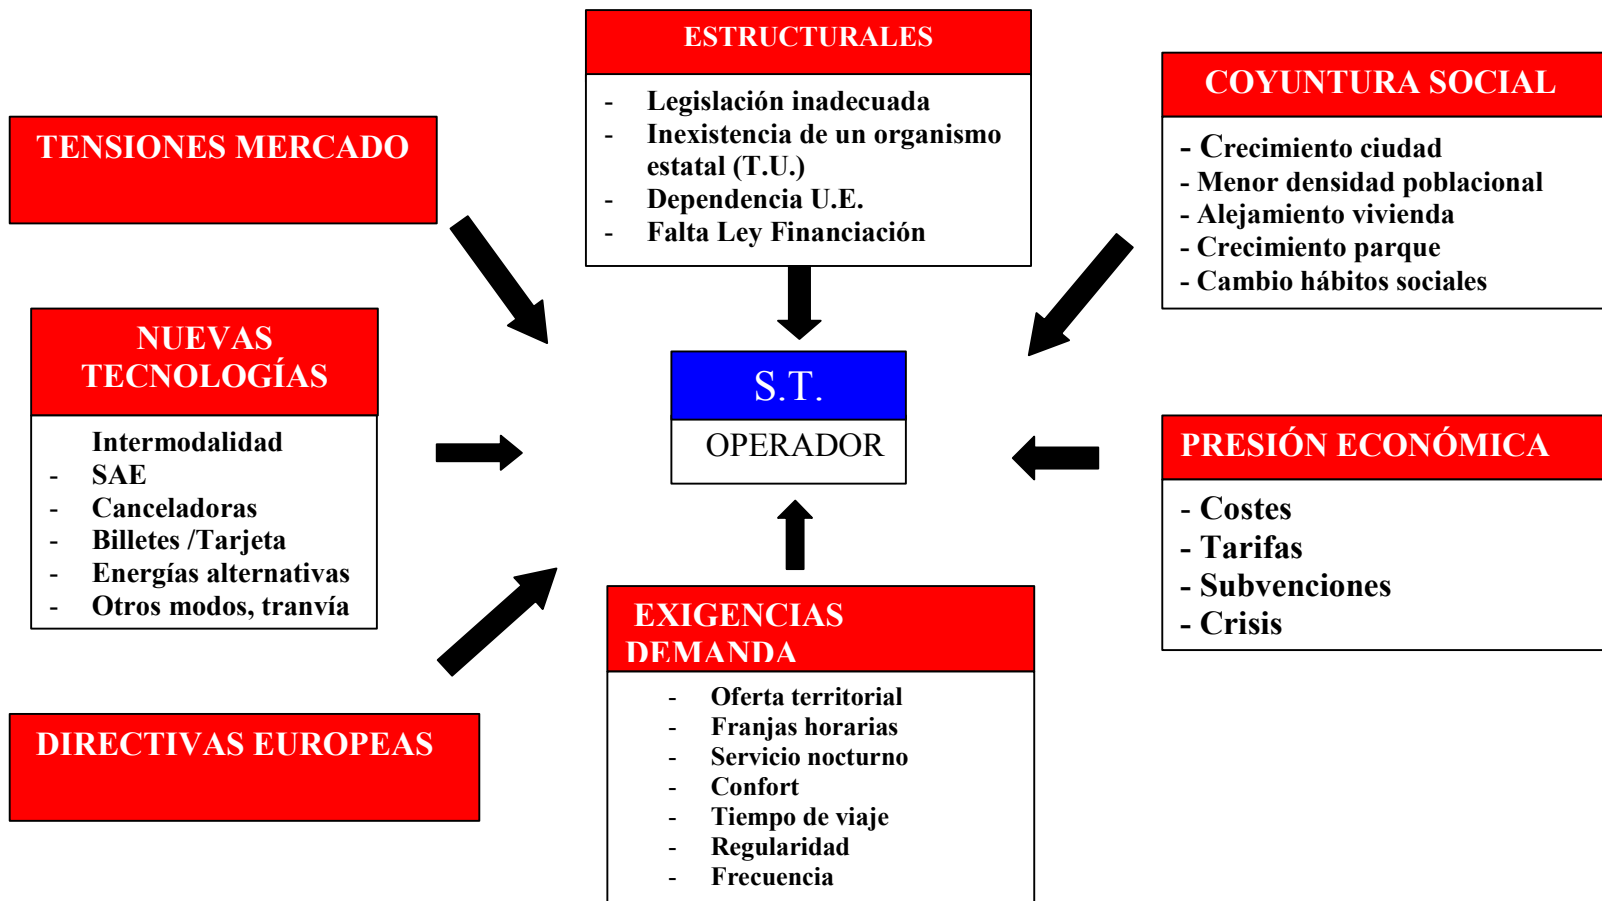 ESTRUCTURALES
- Legislación inadecuada
- Inexistencia de un organismo
estatal (T.U.)
- Dependencia U.E.
- Falta Ley Financiación
COYUNTURA SOCIAL
- Crecimiento ciudad
- Menor densidad poblacional
- Alejamiento vivienda
- Crecimiento parque
- Cambio hábitos sociales
TENSIONES MERCADO
NUEVAS
TECNOLOGÍAS
Intermodalidad
- SAE
- Canceladoras
- Billetes /Tarjeta
- Energías alternativas
- Otros modos, tranvía
S.T.
OPERADOR
PRESIÓN ECONÓMICA
- Costes
- Tarifas
- Subvenciones
- Crisis
DIRECTIVAS EUROPEAS
EXIGENCIAS
DEMANDA
- Oferta territorial
- Franjas horarias
- Servicio nocturno
- Confort
- Tiempo de viaje
- Regularidad
- Frecuencia